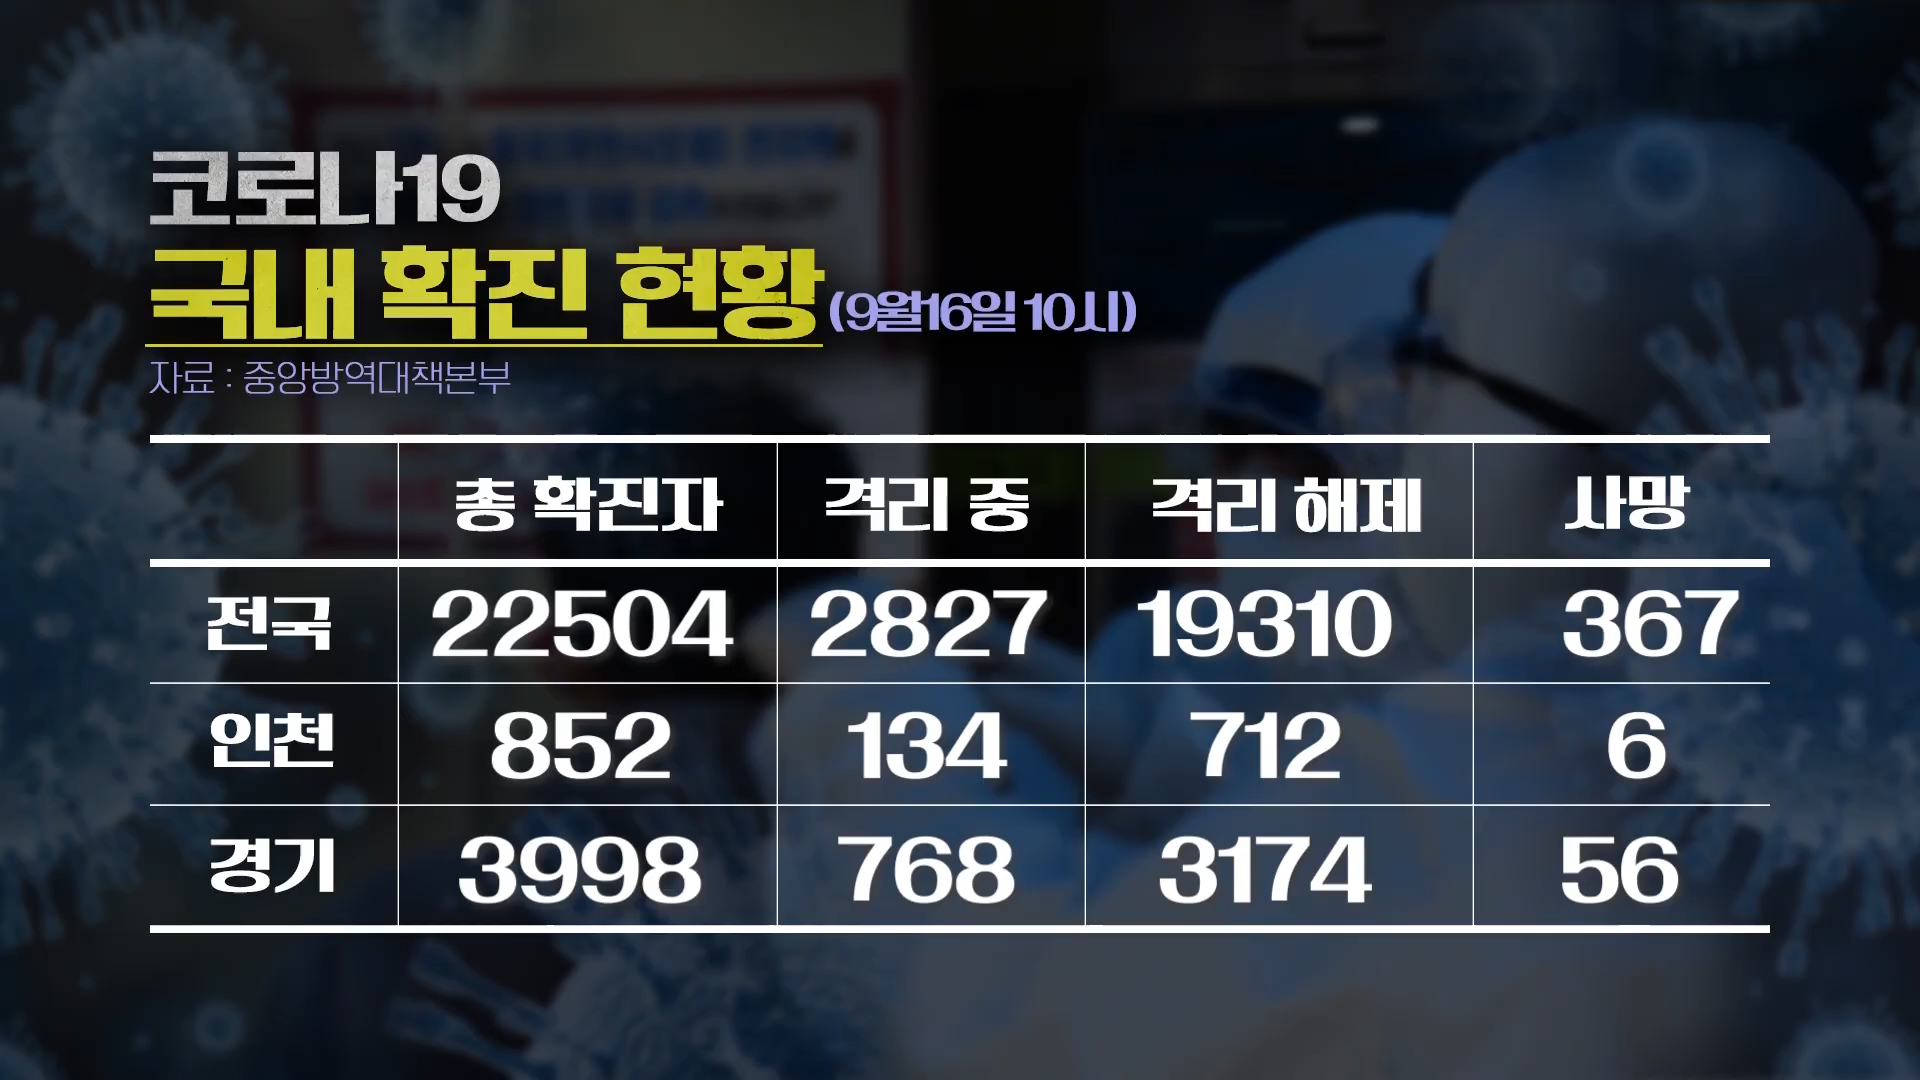 코로나19
국내 확진 현황(9월16일 10시)
자료 : 중앙방역대책본부
총 확진자 격리 중 격리 해제 사망
전국 22504 2827 19310 367
인천 852 134 712 6
경기 3998 768 3174 56